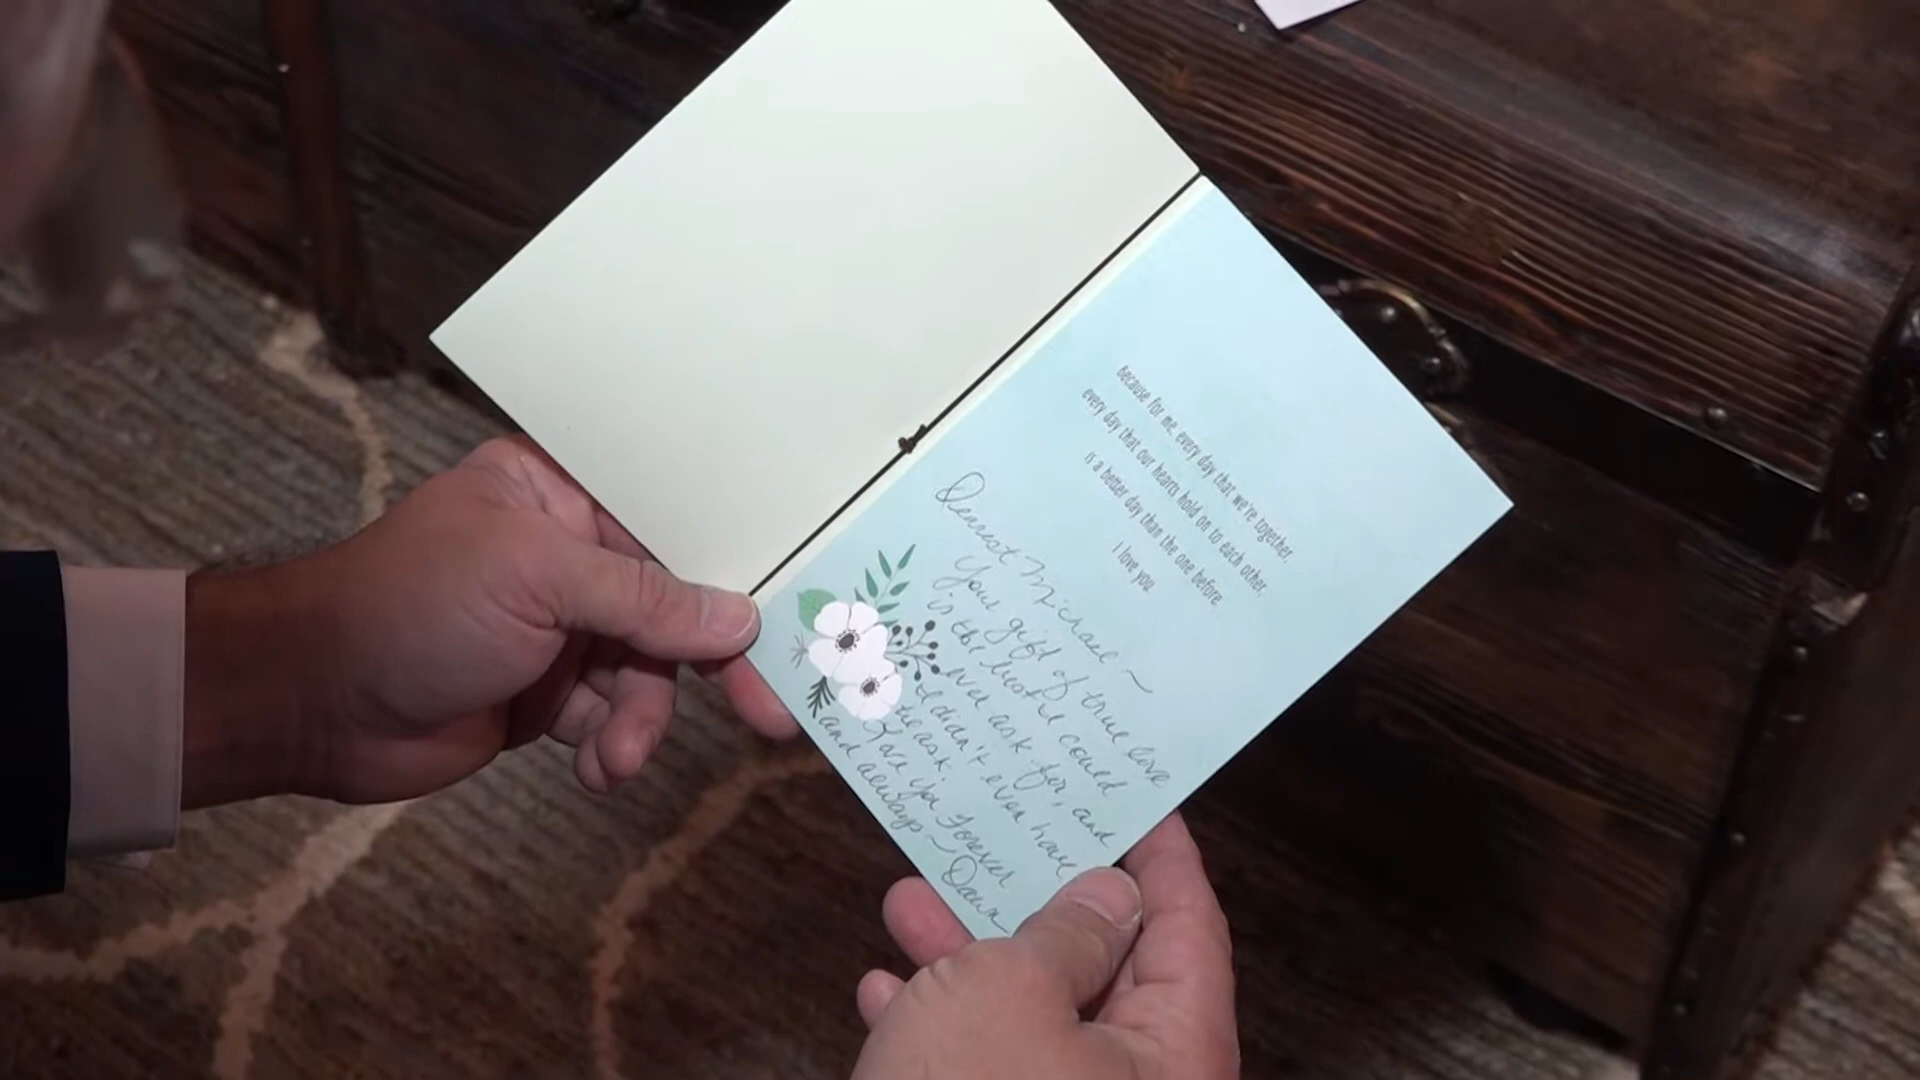 Because for me, every day that we're together,
every day that our hearts hold on to each other,
is a better day than the one before.
I love you.
Dearest Michael ~
Your gift of true love
is the best I could
ever ask for, and
I didn't even have
to ask.
Love you Forever
and always ~
Dawn